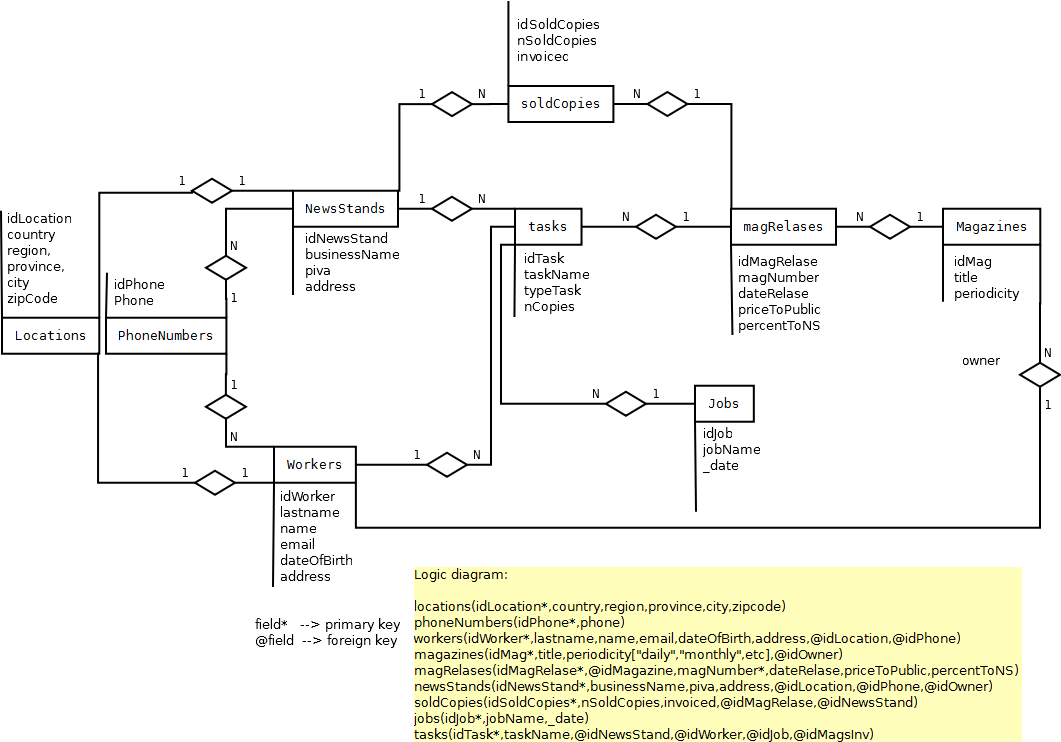 idSoldCopies
nSoldCopies
invoicec
1 N
soldCopies
N 1
1 1
NewsStands
1 N
tasks
N 1
magRelases
N 1
Magazines
idLocation
country
region,
province,
city
zipCode
idNewsStand
businessName
piva
address
idTask
taskName
typeTask
nCopies
idMagRelase
magNumber
dateRelase
priceToPublic
percentToNS
idMag
title
periodicity
N
1
idPhone
Phone
Locations
PhoneNumbers
owner
N
1
1
N
N 1
Jobs
idJob
jobName
_date
1 1
Workers
1 N
idWorker
lastname
name
email
dateOfBirth
address
field* --> primary key
@field --> foreign key
Logic diagram:
locations(idLocation*,country,region,province,city,zipcode)
phoneNumbers(idPhone*,phone)
workers(idWorker*,lastname,name,email,dateOfBirth,address,@idLocation,@idPhone)
magazines(idMag*,title,periodicity["daily","monthly",etc],@idOwner)
magRelases(idMagRelase*,@idMagazine,magNumber*,dateRelase,priceToPublic,percentToNS)
newsStands(idNewsStand*,businessName,piva,address,@idLocation,@idPhone,@idOwner)
soldCopies(idSoldCopies*,nSoldCopies,invoiced,@idMagRelase,@idNewsStand)
jobs(idJob*,jobName,_date)
tasks(idTask*,taskName,@idNewsStand,@idWorker,@idJob,@idMagsInv)